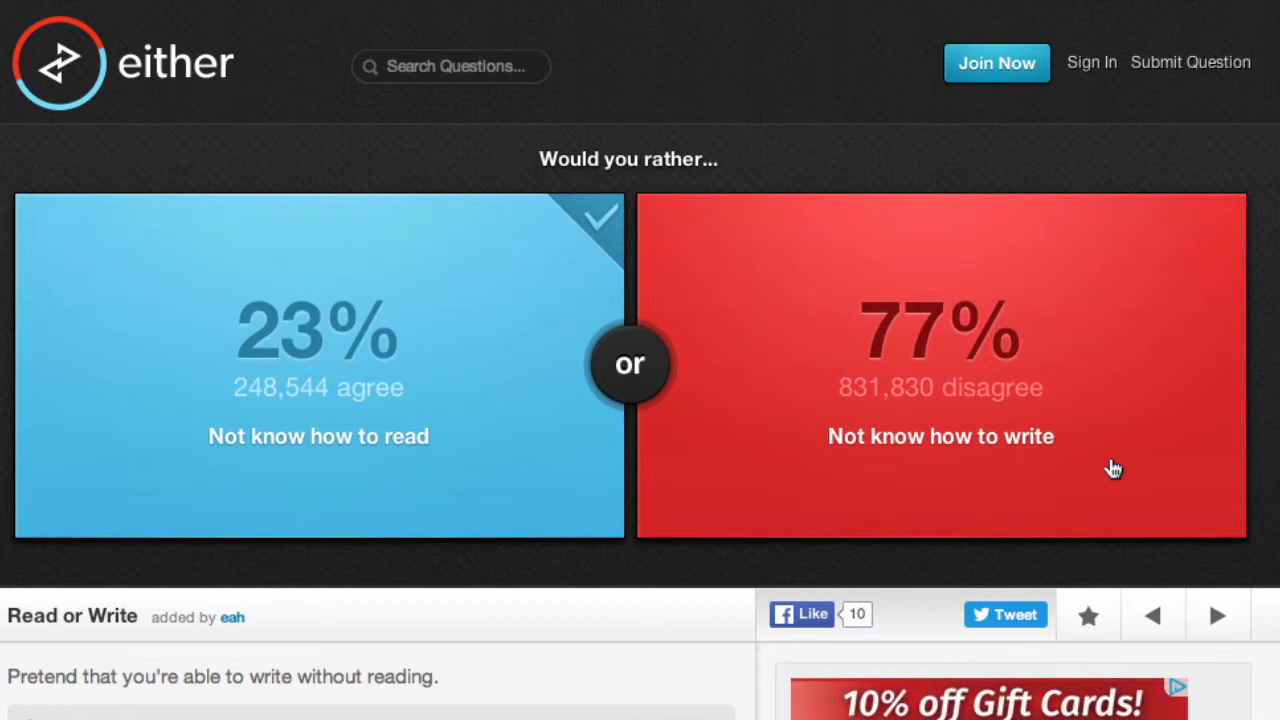 either
Search Questions...
Join Now
Sign In
Submit Question
Would you rather...
23%
248,544 agree
Not know how to read
or
77%
831,830 disagree
Not know how to write
Read or Write added by eah
Like 10
Tweet
Pretend that you're able to write without reading.
10% off Gift Cards!